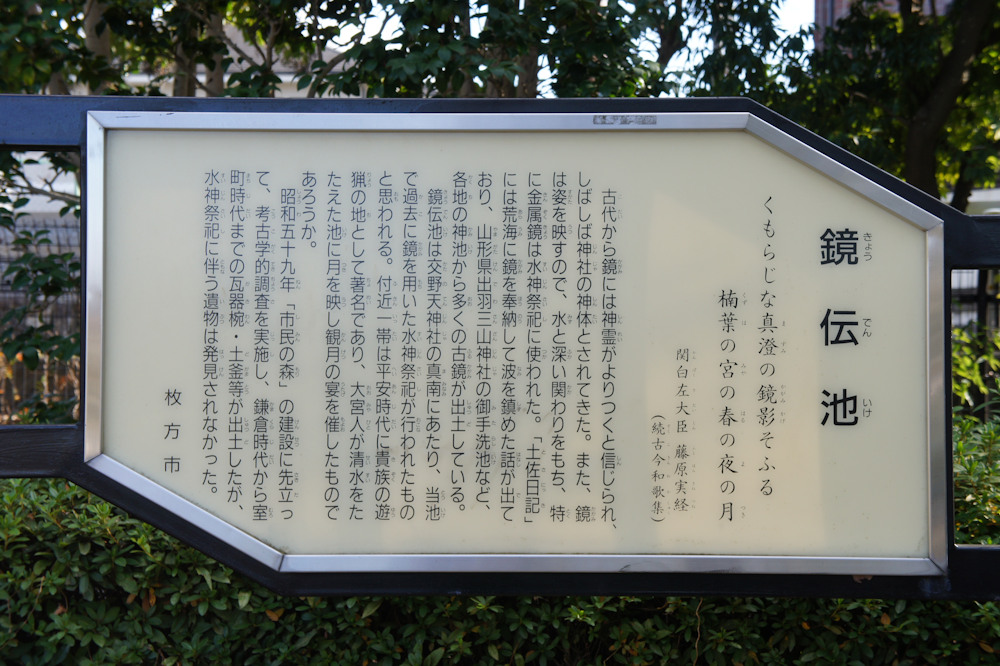 鏡伝池
くもらじな真澄の鏡影そふる
楠葉の宮の春の夜の月
関白左大臣 藤原実経
(続古今和歌集)
古代から鏡には神霊がよりつくと信じられ、
しばしば神社の神体とされてきた。また、鏡
は姿を映すので、水と深い関わりをもち、特
に金属鏡は水神祭祀に使われた。「土佐日記」
には荒海に鏡を奉納して波を鎮めた話が出て
おり、山形県出羽三山神社の御手洗池など、
各地の神池から多くの古鏡が出土している。
鏡伝池は交野天神社の真南にあたり、当池
で過去に鏡を用いた水神祭祀が行われたもの
と思われる。付近一帯は平安時代に貴族の遊
猟の地として著名であり、大宮人が清水をた
たえた池に月を映し観月の宴を催したもので
あろうか。
昭和五十九年「市民の森」の建設に先立っ
て、考古学的調査を実施し、鎌倉時代から室
町時代までの瓦器椀・土釜等が出土したが、
水神祭祀に伴う遺物は発見されなかった。
枚方市